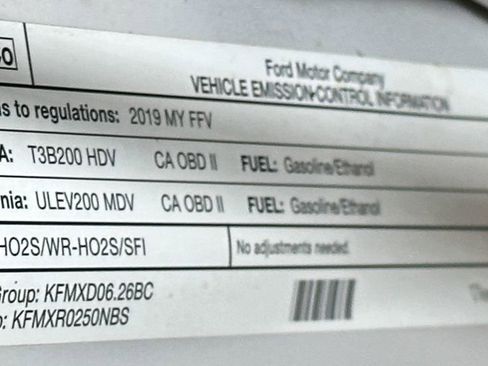 Ford Motor Company
VEHICLE EMISSION CONTROL INFORMATION
s to regulations: 2019 MY FFV
A: T3B200 HDV CA OBD II FUEL: Gasoline/Ethanol
nia: ULEV200 MDV CA OBD II FUEL: Gasoline/Ethanol
HO2S/WR-HO2S/SFI No adjustments needed.
Group: KFMXD06.26BC
p: KFMXR0250NBS